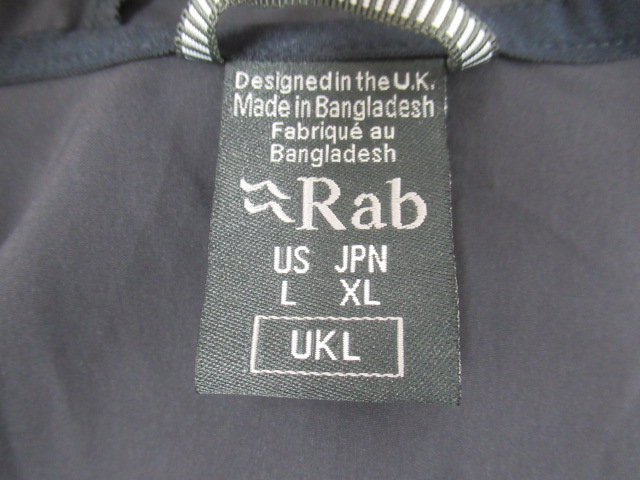 Designed in the U.K.
Made in Bangladesh
Fabriqué au
Bangladesh
Rab
US JPN
L XL
UKL